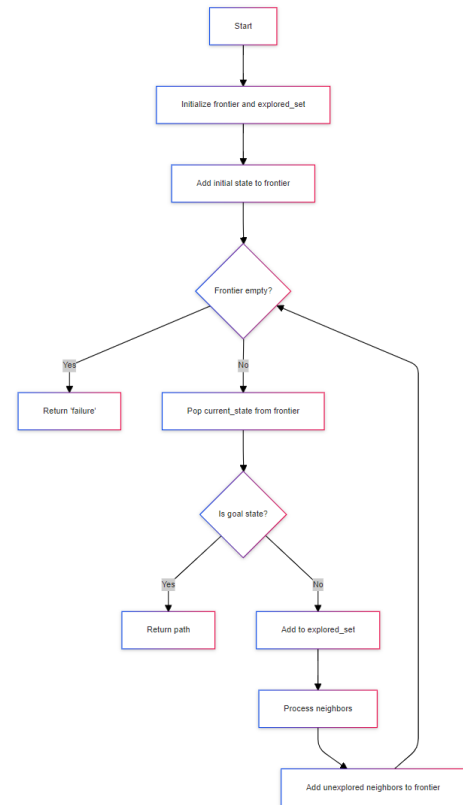 Start
Initialize frontier and explored_set
Add initial state to frontier
Frontier empty?
Yes
No
Return 'failure'
Pop current_state from frontier
Is goal state?
Yes
No
Return path
Add to explored_set
Process neighbors
Add unexplored neighbors to frontier